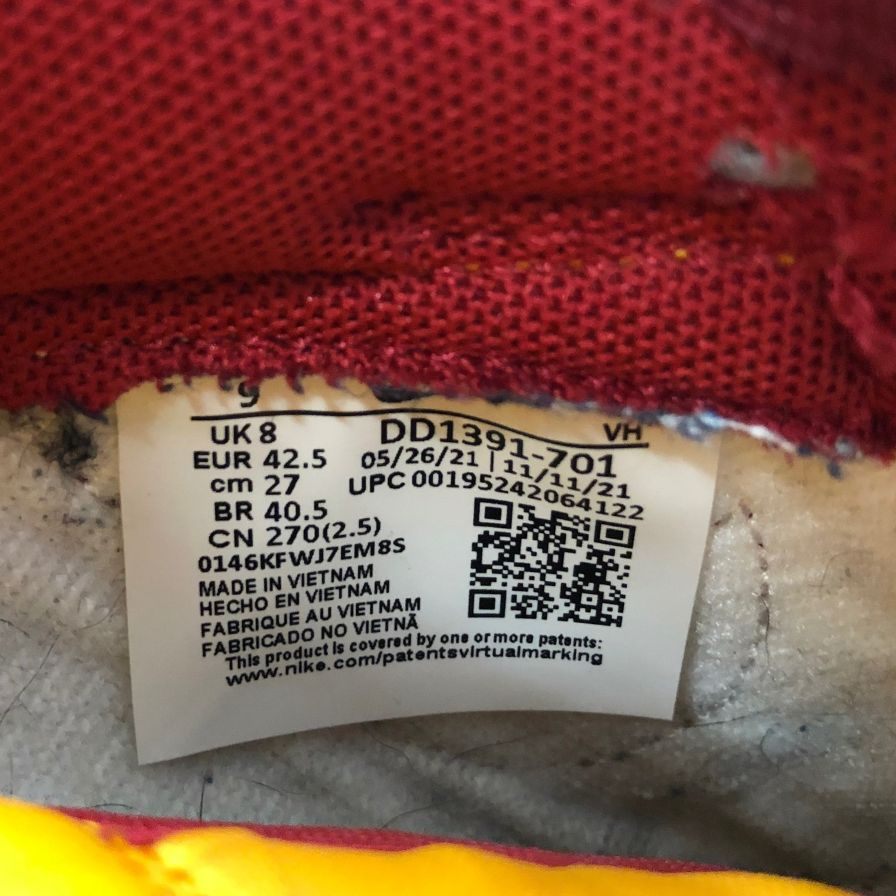 9
VH
UK 8
DD1391-701
EUR 42.5
05/26/21 | 11/11/21
cm 27
UPC 00195242064122
BR 40.5
CN 270(2.5)
0146KFWJ7EM8S
MADE IN VIETNAM
HECHO EN VIETNAM
FABRIQUE AU VIETNAM
FABRICADO NO VIETNÃ
This product is covered by one or more patents:
www.nike.com/patentsvirtualmarking